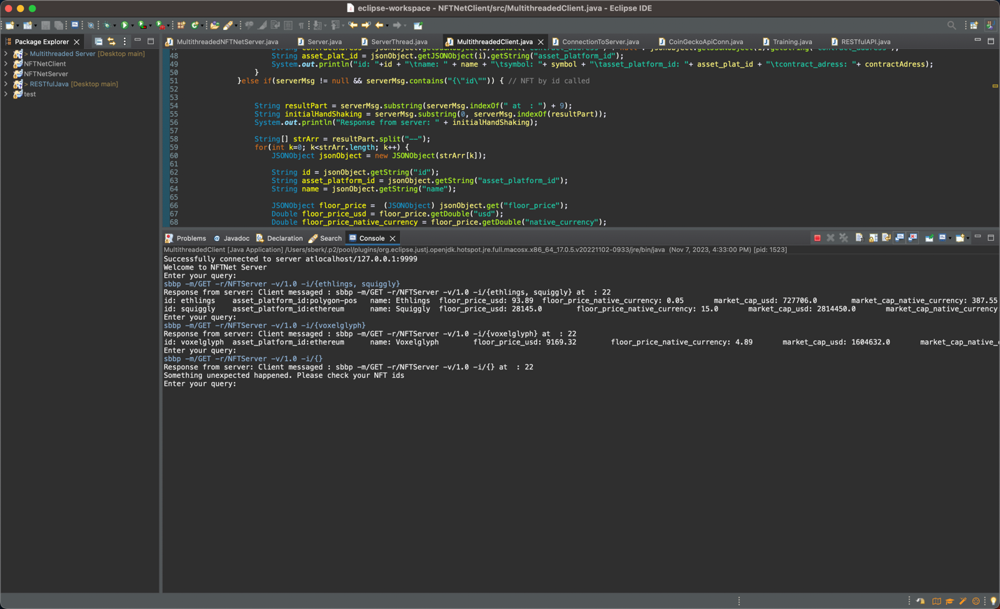 eclipse-workspace - NFTNetClient/src/MultithreadedClient.java - Eclipse IDE
Package Explorer
> Multithreaded Server [Desktop main]
NFTNetClient
NFTNetServer
> RESTfulJava [Desktop main]
test
MultithreadedNFTNetServer.java Server.java ServerThread.java MultithreadedClient.java ConnectionToServer.java CoinGeckoApiConn.java Training.java RESTfulAPI.java
48 String asset_plat_id = jsonObject.getJSONObject(i).getString("asset_platform_id");
49 System.out.println("id: "+id + "\tname: " + name + "\tsymbol: "+ symbol + "\tasset_platform_id: "+ asset_plat_id + "\tcontract_adress: "+ contractAdress);
50 }
51 }else if(serverMsg != null && serverMsg.contains("{\"id\"")) { // NFT by id called
52
53
54 String resultPart = serverMsg.substring(serverMsg.indexOf(" at  : ") + 9);
55 String initialHandShaking = serverMsg.substring(0, serverMsg.indexOf(resultPart));
56 System.out.println("Response from server: " + initialHandShaking);
57
58 String[] strArr = resultPart.split("--");
59 for(int k=0; k<strArr.length; k++) {
60 JSONObject jsonObject = new JSONObject(strArr[k]);
61
62 String id = jsonObject.getString("id");
63 String asset_platform_id = jsonObject.getString("asset_platform_id");
64 String name = jsonObject.getString("name");
65
66 JSONObject floor_price =  (JSONObject) jsonObject.get("floor_price");
67 Double floor_price_usd = floor_price.getDouble("usd");
68 Double floor_price_native_currency = floor_price.getDouble("native_currency");
Problems Javadoc Declaration Search Console
MultithreadedClient [Java Application] /Users/sberk/.p2/pool/plugins/org.eclipse.justj.openjdk.hotspot.jre.full.macosx.x86_64_17.0.5.v20221102-0933/jre/bin/java (Nov 7, 2023, 4:33:00 PM) [pid: 1523]
Successfully connected to server atlocalhost/127.0.0.1:9999
Welcome to NFTNet Server
Enter your query:
sbbp -m/GET -r/NFTServer -v/1.0 -i/{ethlings, squiggly}
Response from server: Client messaged : sbbp -m/GET -r/NFTServer -v/1.0 -i/{ethlings, squiggly} at  : 22
id: ethlings asset_platform_id:polygon-pos name: Ethlings floor_price_usd: 93.89 floor_price_native_currency: 0.05 market_cap_usd: 727706.0 market_cap_native_currency: 387.55
id: squiggly asset_platform_id:ethereum name: Squiggly floor_price_usd: 28145.0 floor_price_native_currency: 15.0 market_cap_usd: 2814450.0 market_cap_native_currency
Enter your query:
sbbp -m/GET -r/NFTServer -v/1.0 -i/{voxelglyph}
Response from server: Client messaged : sbbp -m/GET -r/NFTServer -v/1.0 -i/{voxelglyph} at  : 22
id: voxelglyph asset_platform_id:ethereum name: Voxelglyph floor_price_usd: 9169.32 floor_price_native_currency: 4.89 market_cap_usd: 1604632.0 market_cap_native_
Enter your query:
sbbp -m/GET -r/NFTServer -v/1.0 -i/{}
Response from server: Client messaged : sbbp -m/GET -r/NFTServer -v/1.0 -i/{} at  : 22
Something unexpected happened. Please check your NFT ids
Enter your query: